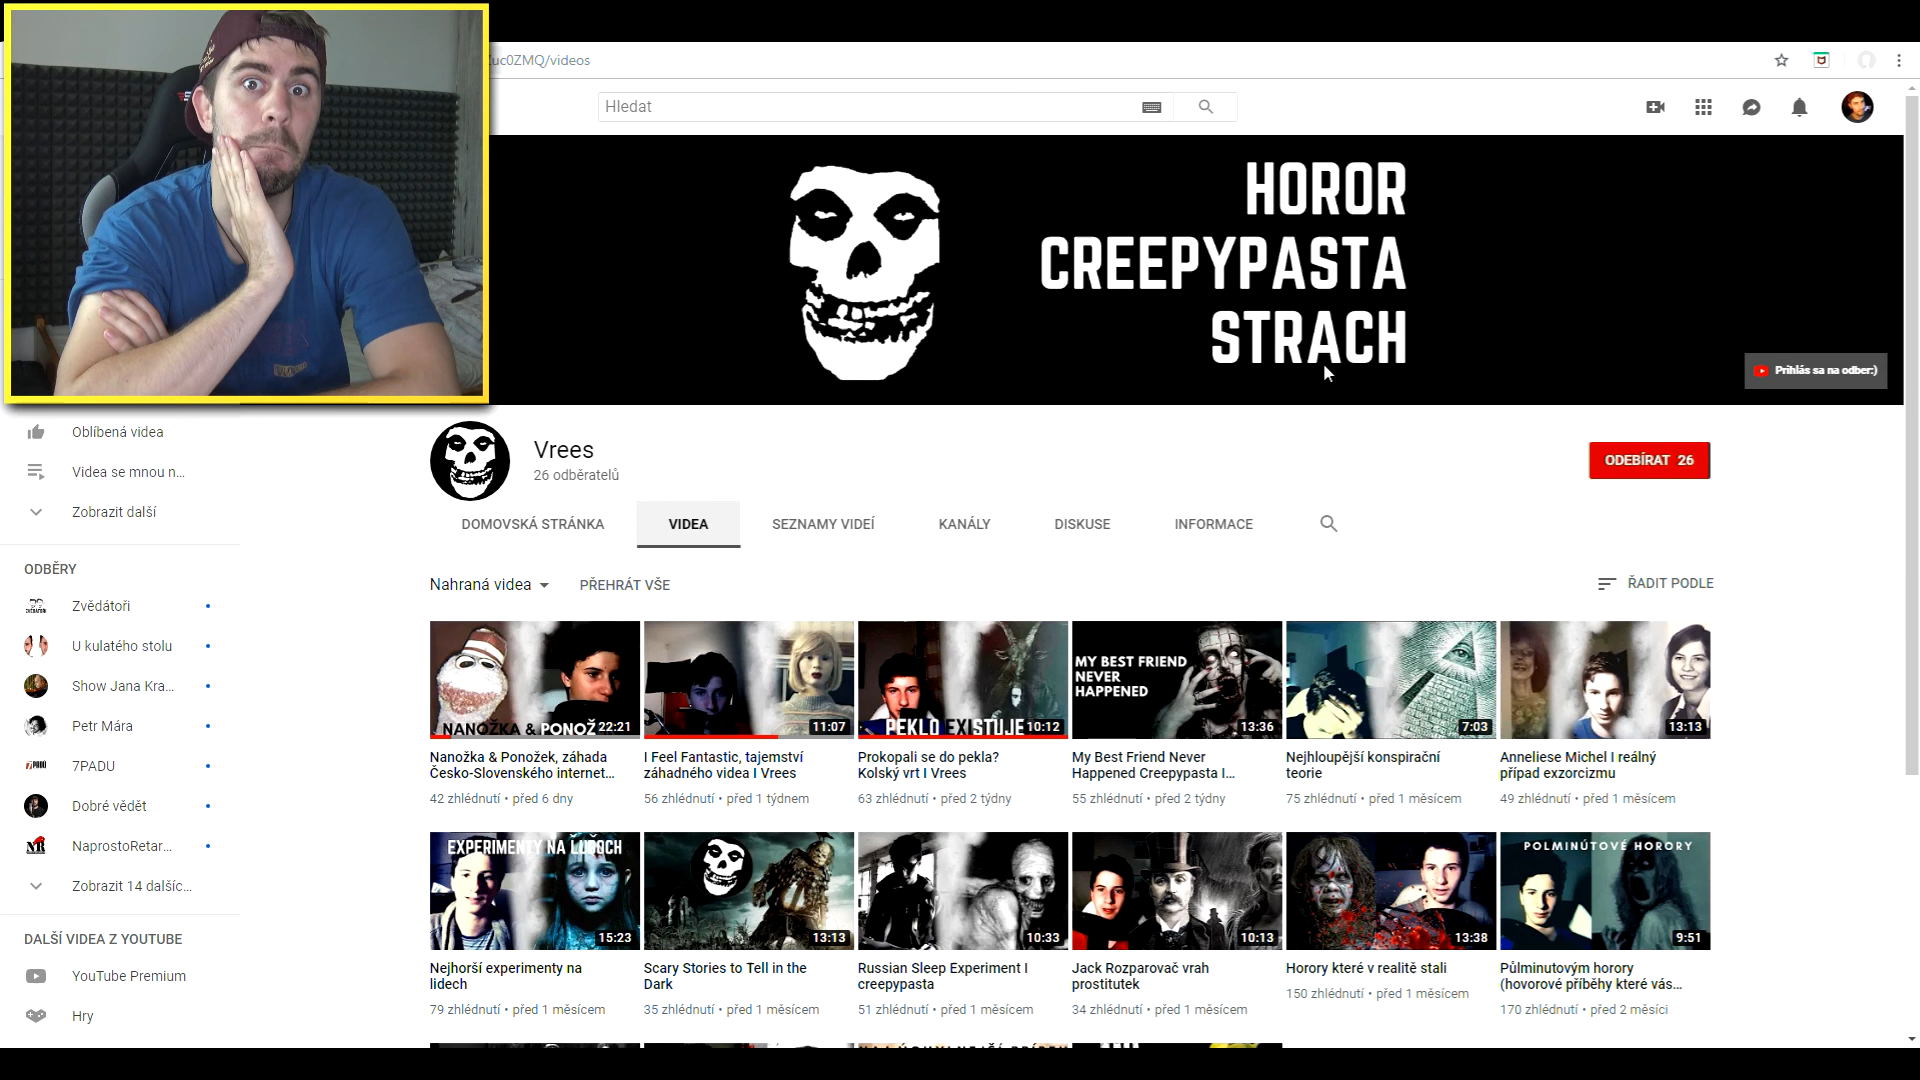 Kuc0ZMQ/videos
Hledat
HOROR
CREEPYPASTA
STRACH
Prihlás sa na odber:)
Oblíbená videa
Videa se mnou n...
Zobrazit další
ODBĚRY
Zvědátoři
U kulatého stolu
Show Jana Kra...
Petr Mára
7PADU
Dobré vědět
NaprostoRetar...
Zobrazit 14 dalšíc...
DALŠÍ VIDEA Z YOUTUBE
YouTube Premium
Hry
Vrees
26 odběratelů
ODEBÍRAT 26
DOMOVSKÁ STRÁNKA VIDEA SEZNAMY VIDEÍ KANÁLY DISKUSE INFORMACE
Nahraná videa PŘEHRÁT VŠE ŘADIT PODLE
NANOŽKA & PONOŽ 22:21
Nanožka & Ponožek, záhada
Česko-Slovenského internet...
42 zhlédnutí • před 6 dny
11:07
I Feel Fantastic, tajemství
záhadného videa I Vrees
56 zhlédnutí • před 1 týdnem
PEKLO EXISTUJE 10:12
Prokopali se do pekla?
Kolský vrt I Vrees
63 zhlédnutí • před 2 týdny
MY BEST FRIEND
NEVER
HAPPENED
13:36
My Best Friend Never
Happened Creepypasta I...
55 zhlédnutí • před 2 týdny
7:03
Nejhloupější konspirační
teorie
75 zhlédnutí • před 1 měsícem
13:13
Anneliese Michel I reálný
případ exzorcizmu
49 zhlédnutí • před 1 měsícem
EXPERIMENTY NA ĽUĎOCH
15:23
Nejhorší experimenty na
lidech
79 zhlédnutí • před 1 měsícem
13:13
Scary Stories to Tell in the
Dark
35 zhlédnutí • před 1 měsícem
10:33
Russian Sleep Experiment I
creepypasta
51 zhlédnutí • před 1 měsícem
10:13
Jack Rozparovač vrah
prostitutek
34 zhlédnutí • před 1 měsícem
13:38
Horory které v realitě stali
150 zhlédnutí • před 1 měsícem
POLMINÚTOVÉ HORORY
9:51
Půlminutovým horory
(hovorové příběhy které vás...
170 zhlédnutí • před 2 měsíci